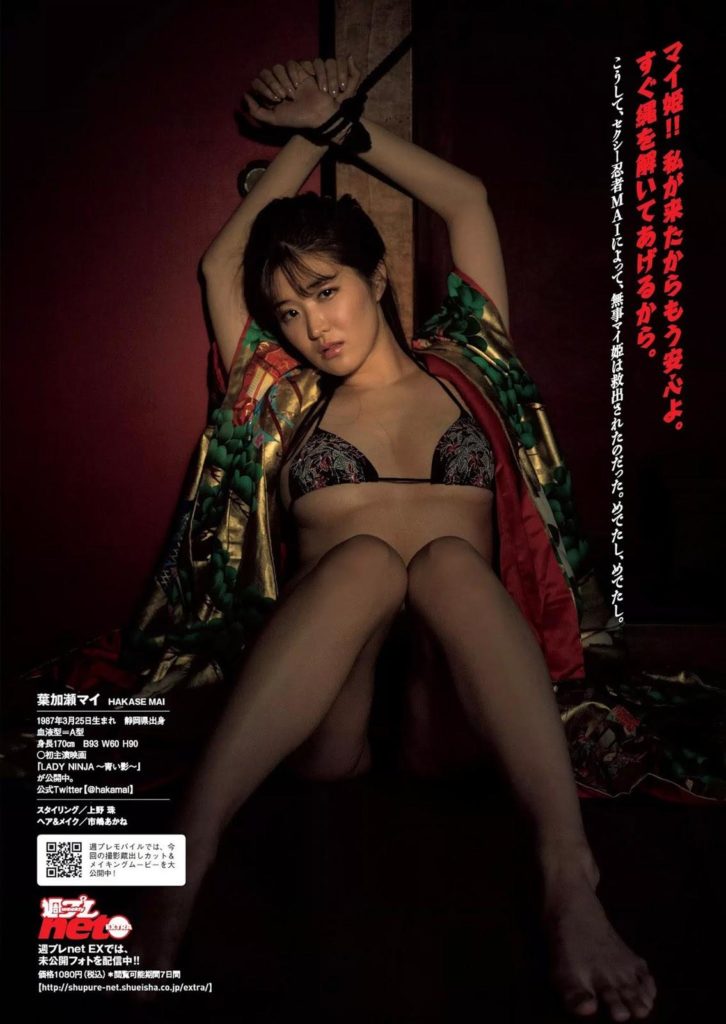 マイ姫!! 私が来たからもう安心よ。
すぐ縄を解いてあげるから。
こうして、セクシー忍者MAIによって、無事マイ姫は救出されたのだった。めでたし、めでたし。
葉加瀬マイ HAKASE MAI
1987年3月25日生まれ 静岡県出身
血液型=A型
身長170㎝ B93 W60 H90
〇初主演映画
『LADY NINJA～青い影～』
が公開中。
公式Twitter【@hakamai】
スタイリング／上野 珠
ヘア&メイク／市嶋あかね
週プレモバイルでは、今
回の撮影蔵出しカット&
メイキングムービーを大
公開中!
週プレ
weekly
net EXTRA
週プレnet EXでは、
未公開フォトを配信中!!
価格1080円(税込)＊閲覧可能期間7日間
【http://shupure-net.shueisha.co.jp/extra/】